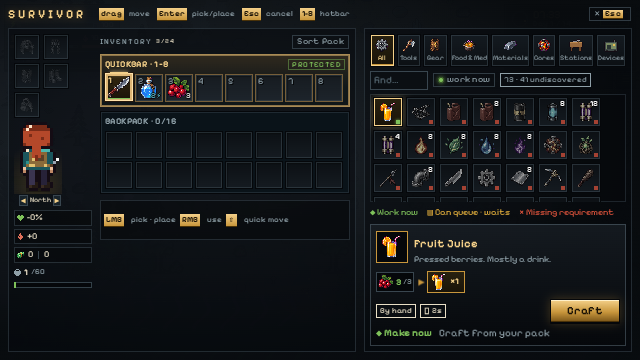 SURVIVOR
drag move Enter pick/place Esc cancel 1-8 hotbar
× Esc
INVENTORY 3/24
Sort Pack
QUICKBAR · 1-8
PROTECTED
1 2 3 4 5 6 7 8
3
BACKPACK · 0/16
LMB pick · place RMB use ⇧ quick move
North
-0%
+0
0 | 0
1 /60
All Tools Gear Food & Med Materials Cores Stations Devices
Work now
13 · 41 undiscovered
Work now Can queue · waits × Missing requirement
Fruit Juice
Pressed berries. Mostly a drink.
3/3 ×1
By hand 2s
Craft
Make now Craft from your pack